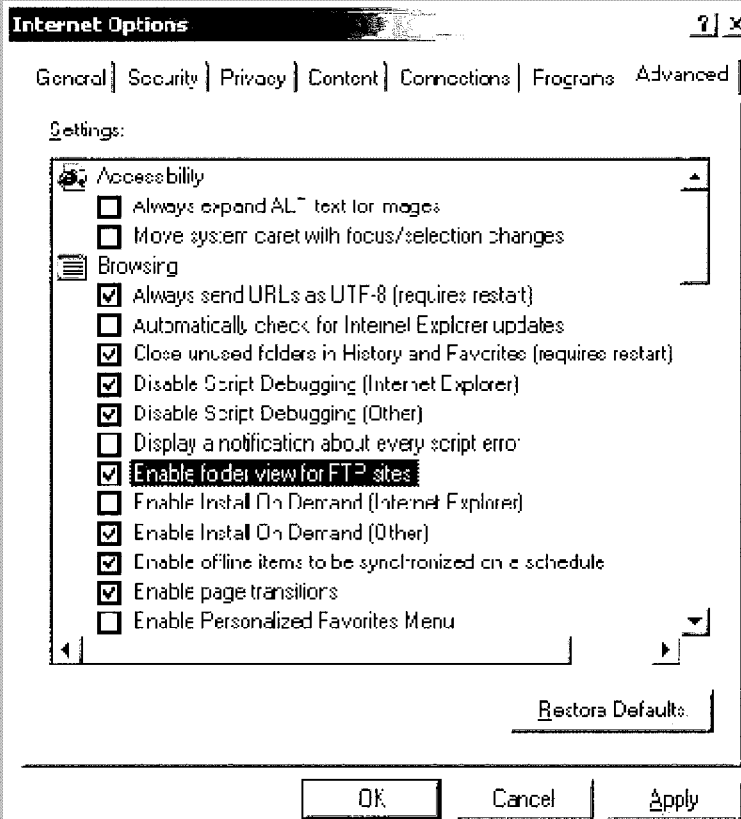 Internet Options
General Security Privacy Content Connections Programs Advanced
Settings:
Accessibility
Always expand ALT text for images
Move system caret with focus/selection changes
Browsing
Always send URLs as UTF-8 (requires restart)
Automatically check for Internet Explorer updates
Close unused folders in History and Favorites (requires restart)
Disable Script Debugging (Internet Explorer)
Disable Script Debugging (Other)
Display a notification about every script error
Enable folder view for FTP sites
Enable Install On Demand (Internet Explorer)
Enable Install On Demand (Other)
Enable offline items to be synchronized on a schedule
Enable page transitions
Enable Personalized Favorites Menu
Restore Defaults
OK Cancel Apply